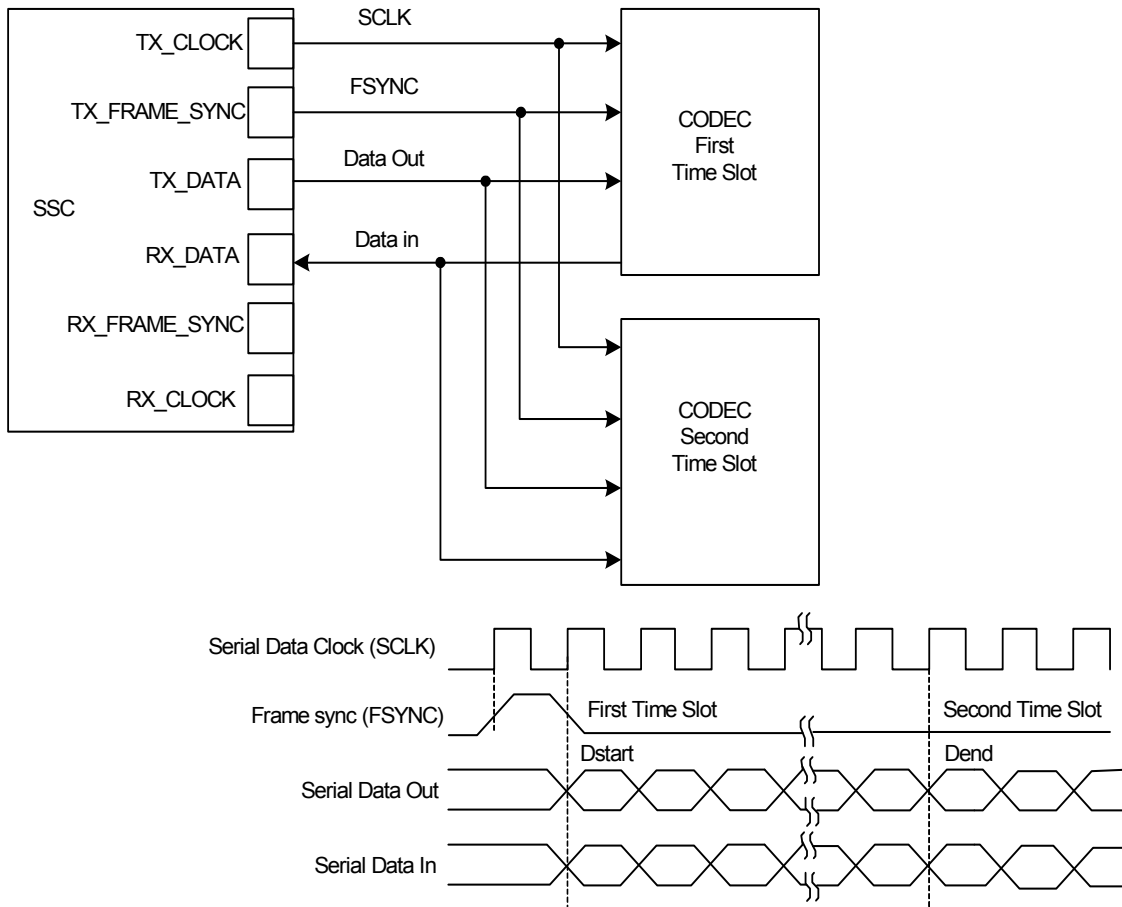 SCLK
TX_CLOCK
FSYNC
TX_FRAME_SYNC
CODEC
First
Time Slot
Data Out
TX_DATA
SSC
Data in
RX_DATA
RX_FRAME_SYNC
RX_CLOCK
CODEC
Second
Time Slot
Serial Data Clock (SCLK)
Frame sync (FSYNC)
First Time Slot
Second Time Slot
Dstart
Dend
Serial Data Out
Serial Data In